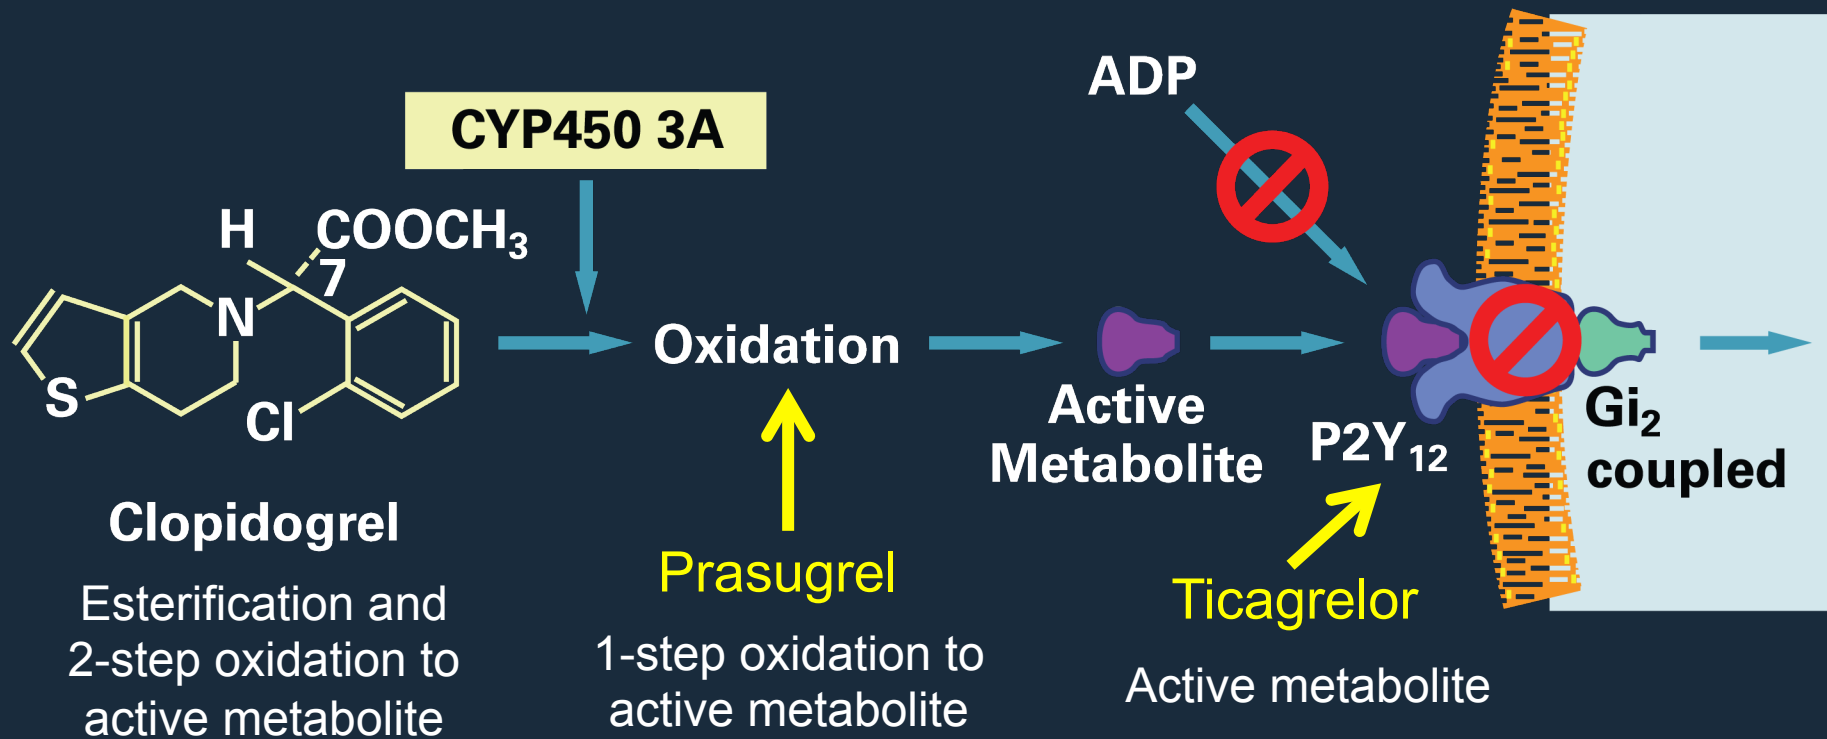 ADP
CYP450 3A
H
COOCH₃
7
N
S
Cl
Oxidation
Active
Metabolite
P2Y₁₂
Gi₂
coupled
Clopidogrel
Esterification and
2-step oxidation to
active metabolite
Prasugrel
1-step oxidation to
active metabolite
Ticagrelor
Active metabolite